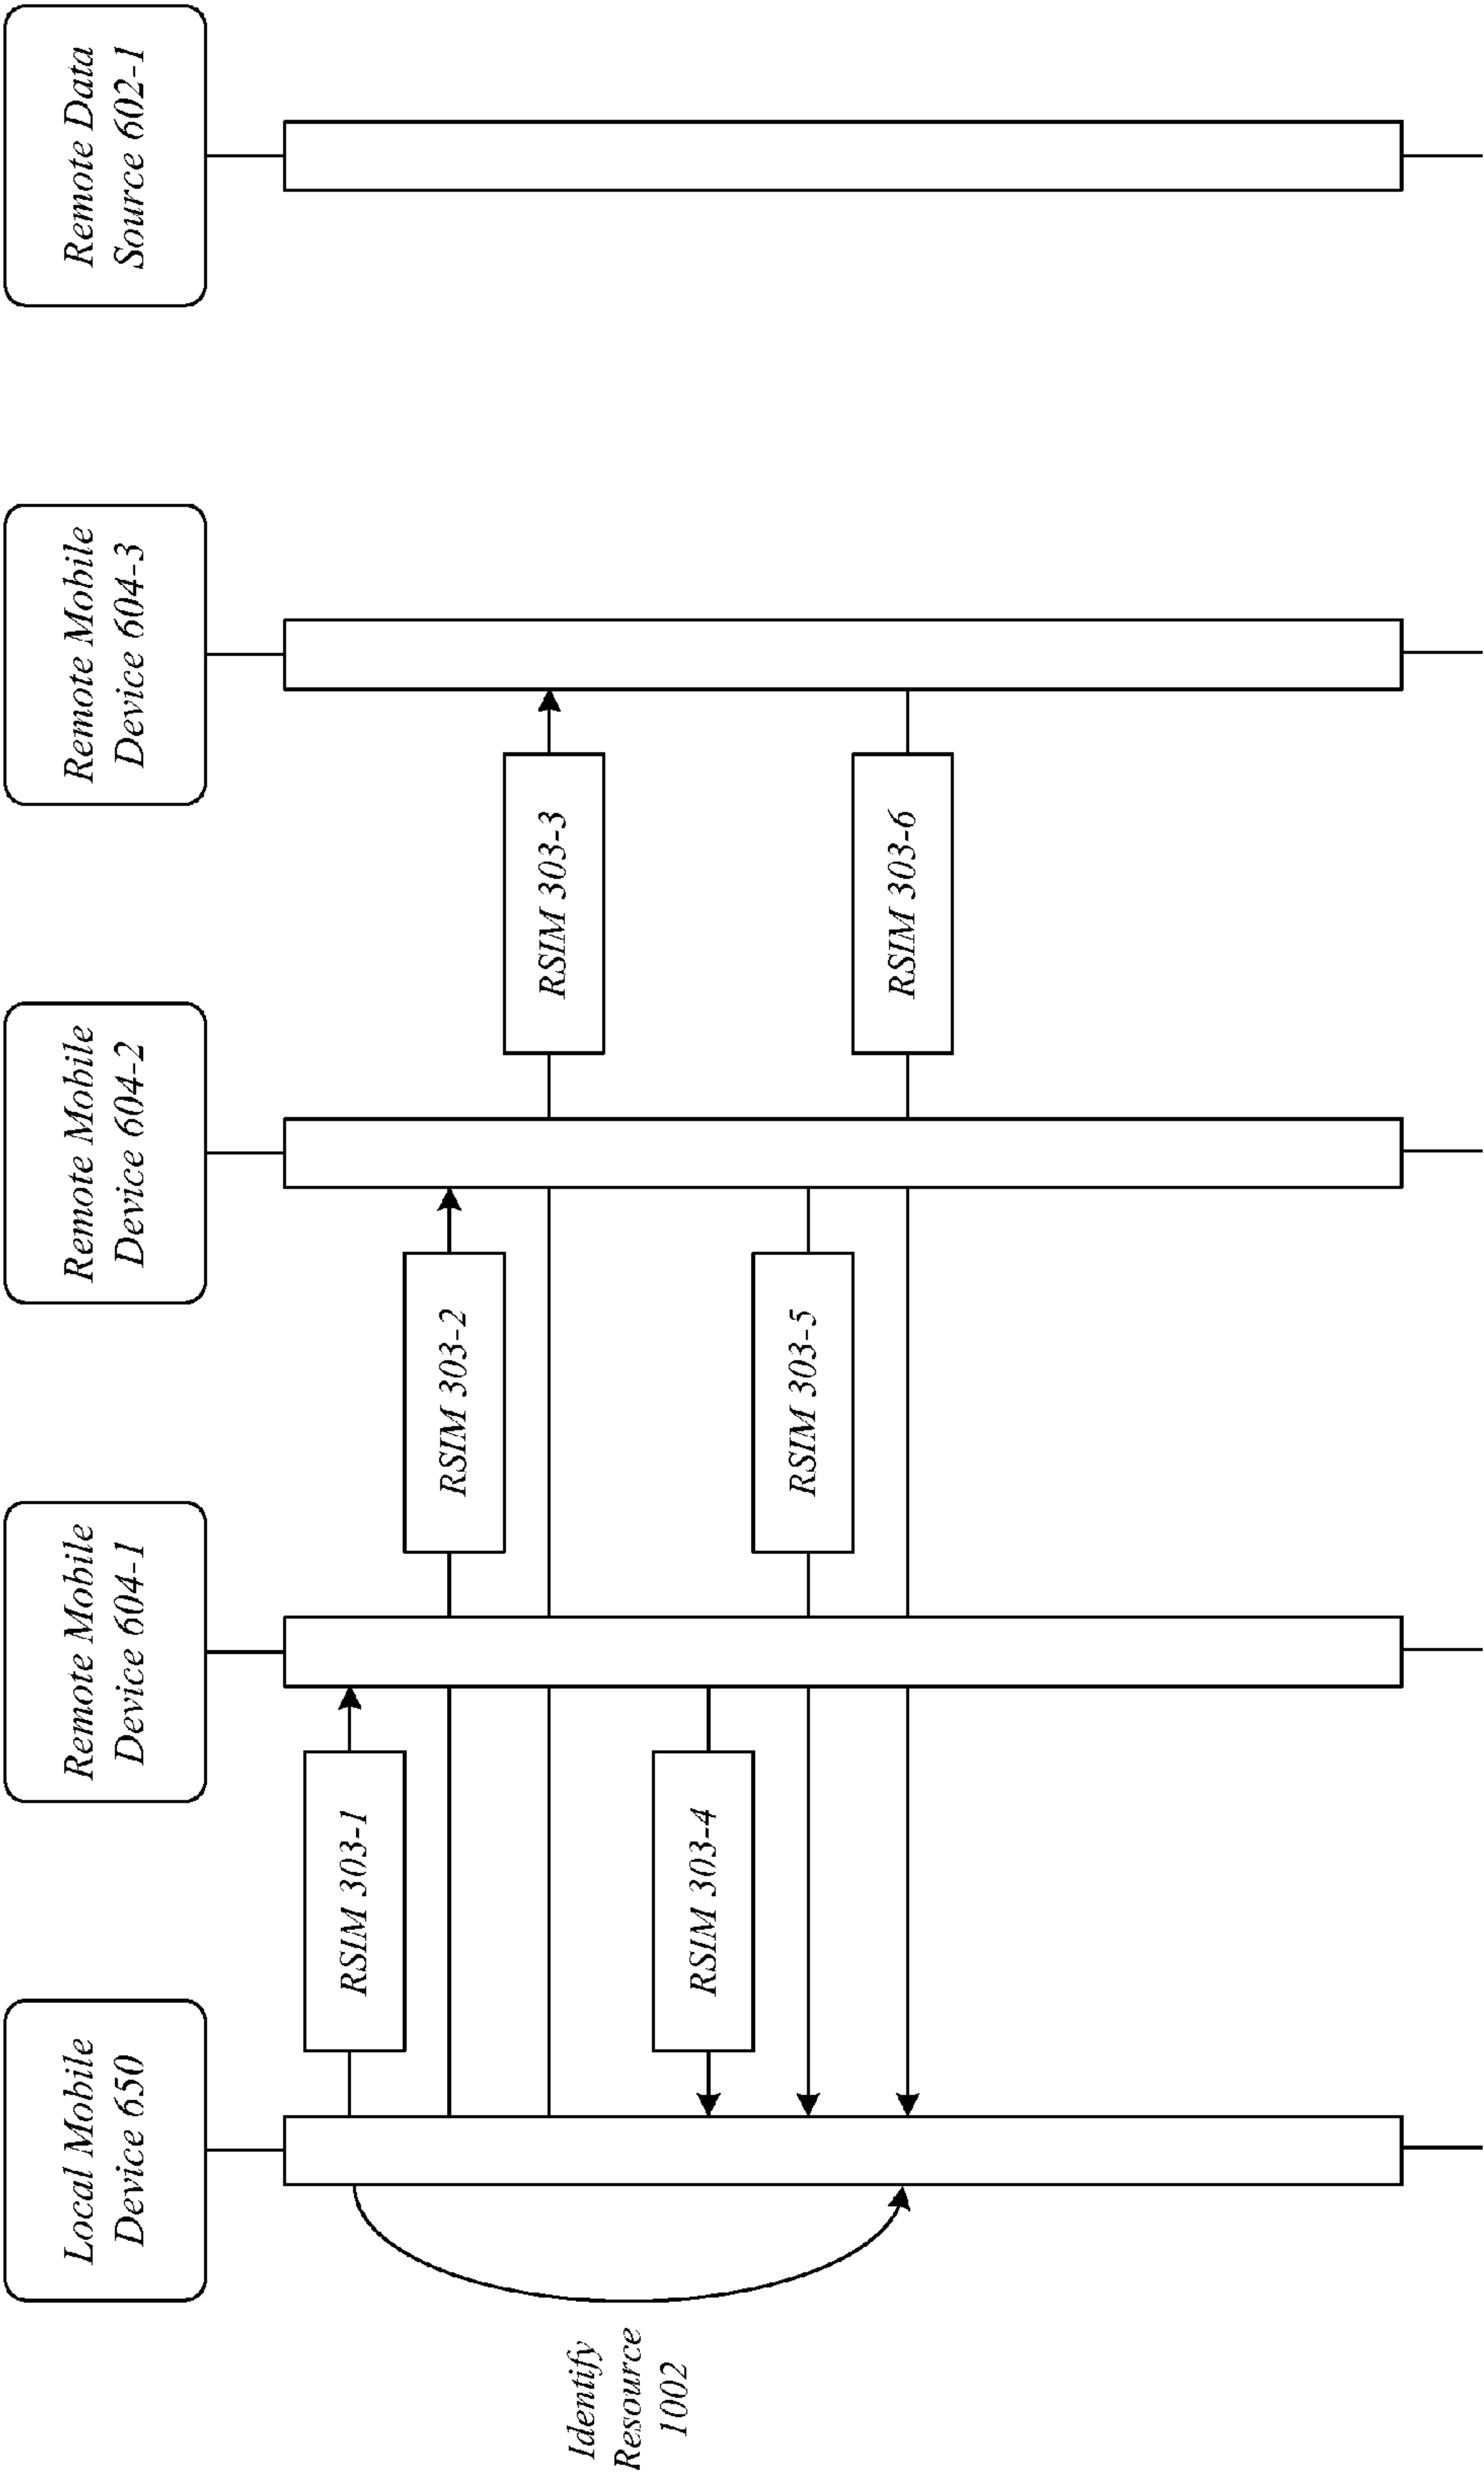 Local Mobile
Device 650
Remote Mobile
Device 604-1
Remote Mobile
Device 604-2
Remote Mobile
Device 604-3
Remote Data
Source 602-1
RSIM 303-1
RSIM 303-2
RSIM 303-3
Identify
Resource
1002
RSIM 303-4
RSIM 303-5
RSIM 303-6